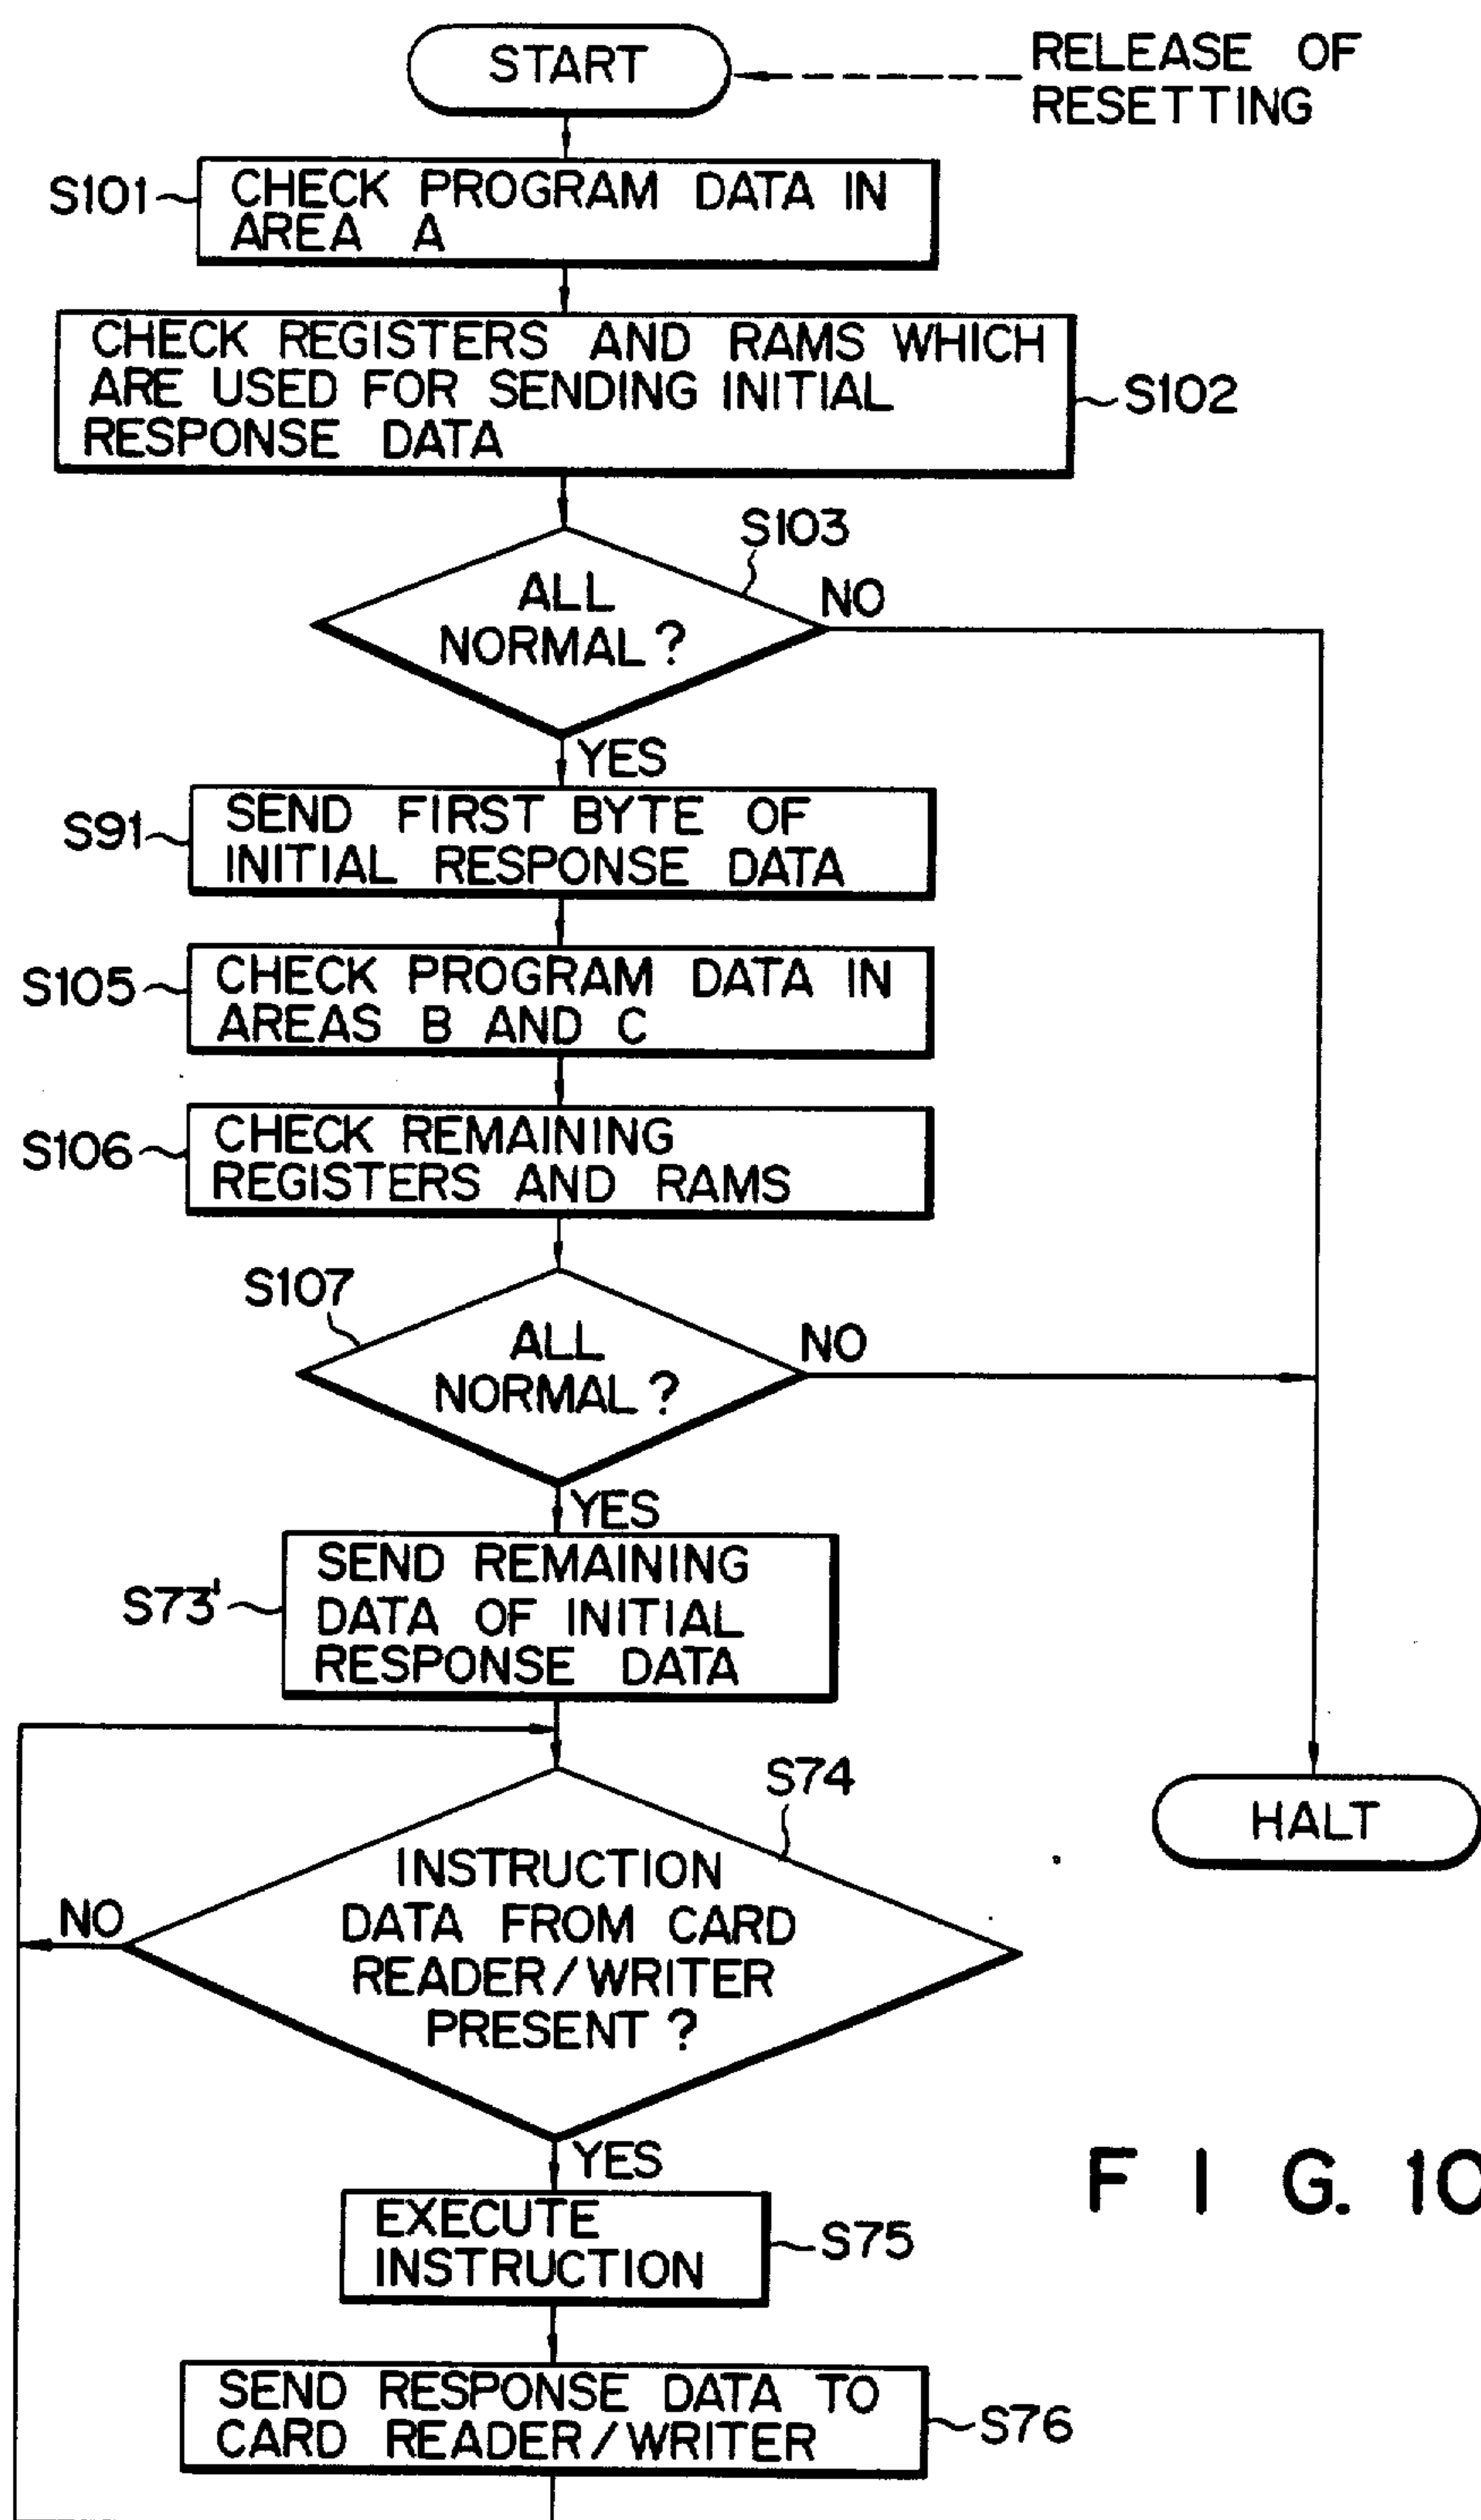 START
RELEASE OF
RESETTING
S101
CHECK PROGRAM DATA IN
AREA A
CHECK REGISTERS AND RAMS WHICH
ARE USED FOR SENDING INITIAL
RESPONSE DATA
S102
S103
ALL
NORMAL?
NO
YES
S91
SEND FIRST BYTE OF
INITIAL RESPONSE DATA
S105
CHECK PROGRAM DATA IN
AREAS B AND C
S106
CHECK REMAINING
REGISTERS AND RAMS
S107
ALL
NORMAL?
NO
YES
S73'
SEND REMAINING
DATA OF INITIAL
RESPONSE DATA
S74
HALT
INSTRUCTION
DATA FROM CARD
READER/WRITER
PRESENT?
NO
YES
EXECUTE
INSTRUCTION
S75
SEND RESPONSE DATA TO
CARD READER/WRITER
S76
FIG. 10